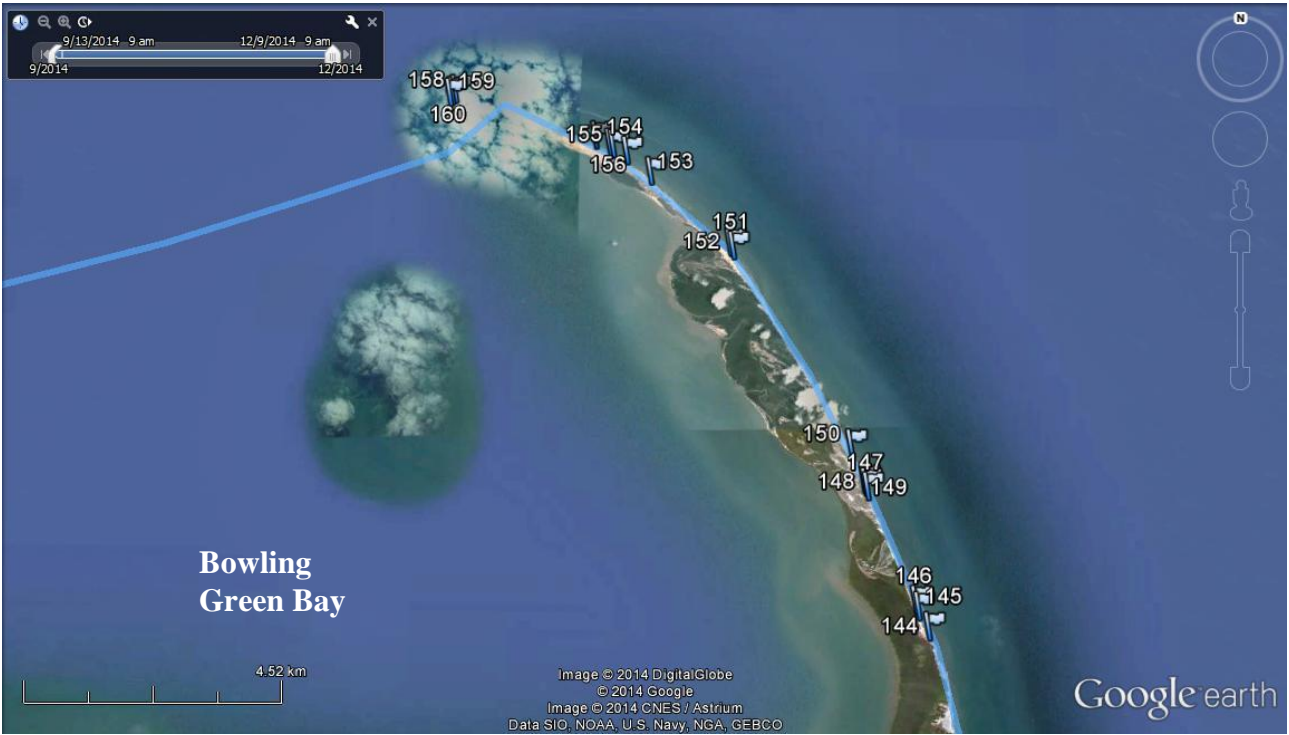 9/13/2014 9 am 12/9/2014 9 am
9/2014 12/2014
N
158 159
160
155 154
156 153
151
152
150
147
148 149
146
145
144
Bowling
Green Bay
4.52 km
Image © 2014 DigitalGlobe
© 2014 Google
Image © 2014 CNES / Astrium
Data SIO, NOAA, U.S. Navy, NGA, GEBCO
Google earth